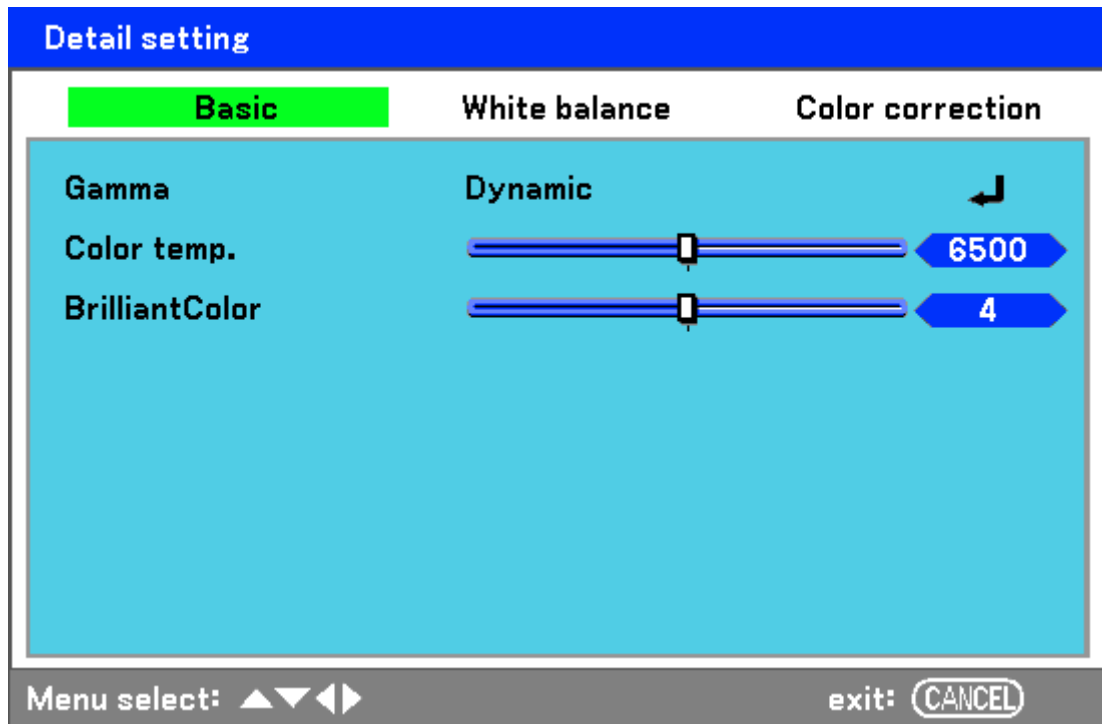 Detail setting
Basic White balance Color correction
Gamma Dynamic
Color temp. 6500
BrilliantColor 4
Menu select: exit: CANCEL